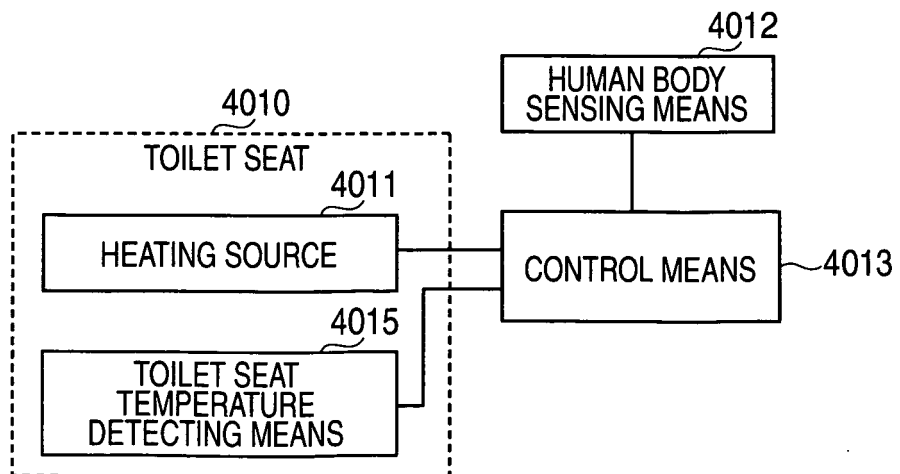 4012
HUMAN BODY
SENSING MEANS
4010
TOILET SEAT
4011
HEATING SOURCE
CONTROL MEANS
4013
4015
TOILET SEAT
TEMPERATURE
DETECTING MEANS